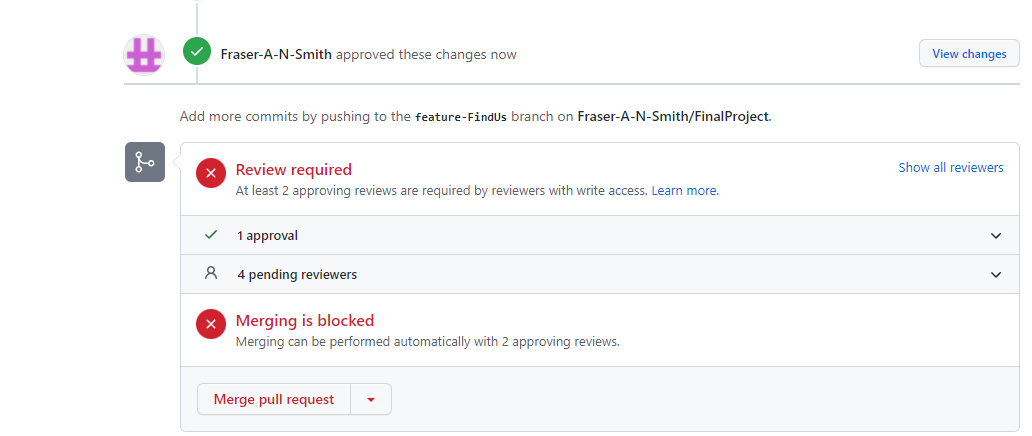 Fraser-A-N-Smith approved these changes now
View changes
Add more commits by pushing to the feature-FindUs branch on Fraser-A-N-Smith/FinalProject.
Review required
Show all reviewers
At least 2 approving reviews are required by reviewers with write access. Learn more.
1 approval
4 pending reviewers
Merging is blocked
Merging can be performed automatically with 2 approving reviews.
Merge pull request